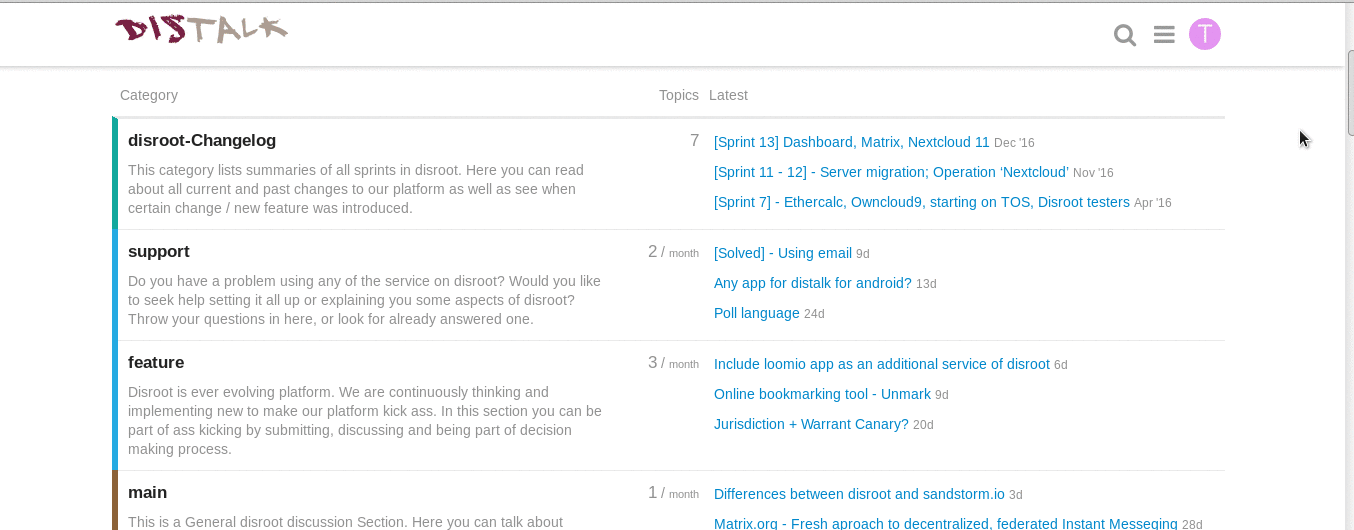 DISTALK
T
Category Topics Latest
disroot-Changelog 7 [Sprint 13] Dashboard, Matrix, Nextcloud 11 Dec '16
This category lists summaries of all sprints in disroot. Here you can read
about all current and past changes to our platform as well as see when
certain change / new feature was introduced.
[Sprint 11 - 12] - Server migration; Operation ‘Nextcloud’ Nov '16
[Sprint 7] - Ethercalc, Owncloud9, starting on TOS, Disroot testers Apr '16
support 2 / month [Solved] - Using email 9d
Do you have a problem using any of the service on disroot? Would you like
to seek help setting it all up or explaining you some aspects of disroot?
Throw your questions in here, or look for already answered one.
Any app for distalk for android? 13d
Poll language 24d
feature 3 / month Include loomio app as an additional service of disroot 6d
Disroot is ever evolving platform. We are continuously thinking and
implementing new to make our platform kick ass. In this section you can be
part of ass kicking by submitting, discussing and being part of decision
making process.
Online bookmarking tool - Unmark 9d
Jurisdiction + Warrant Canary? 20d
main 1 / month Differences between disroot and sandstorm.io 3d
This is a General disroot discussion Section. Here you can talk about
Matrix.org - Fresh aproach to decentralized, federated Instant Messeging 28d